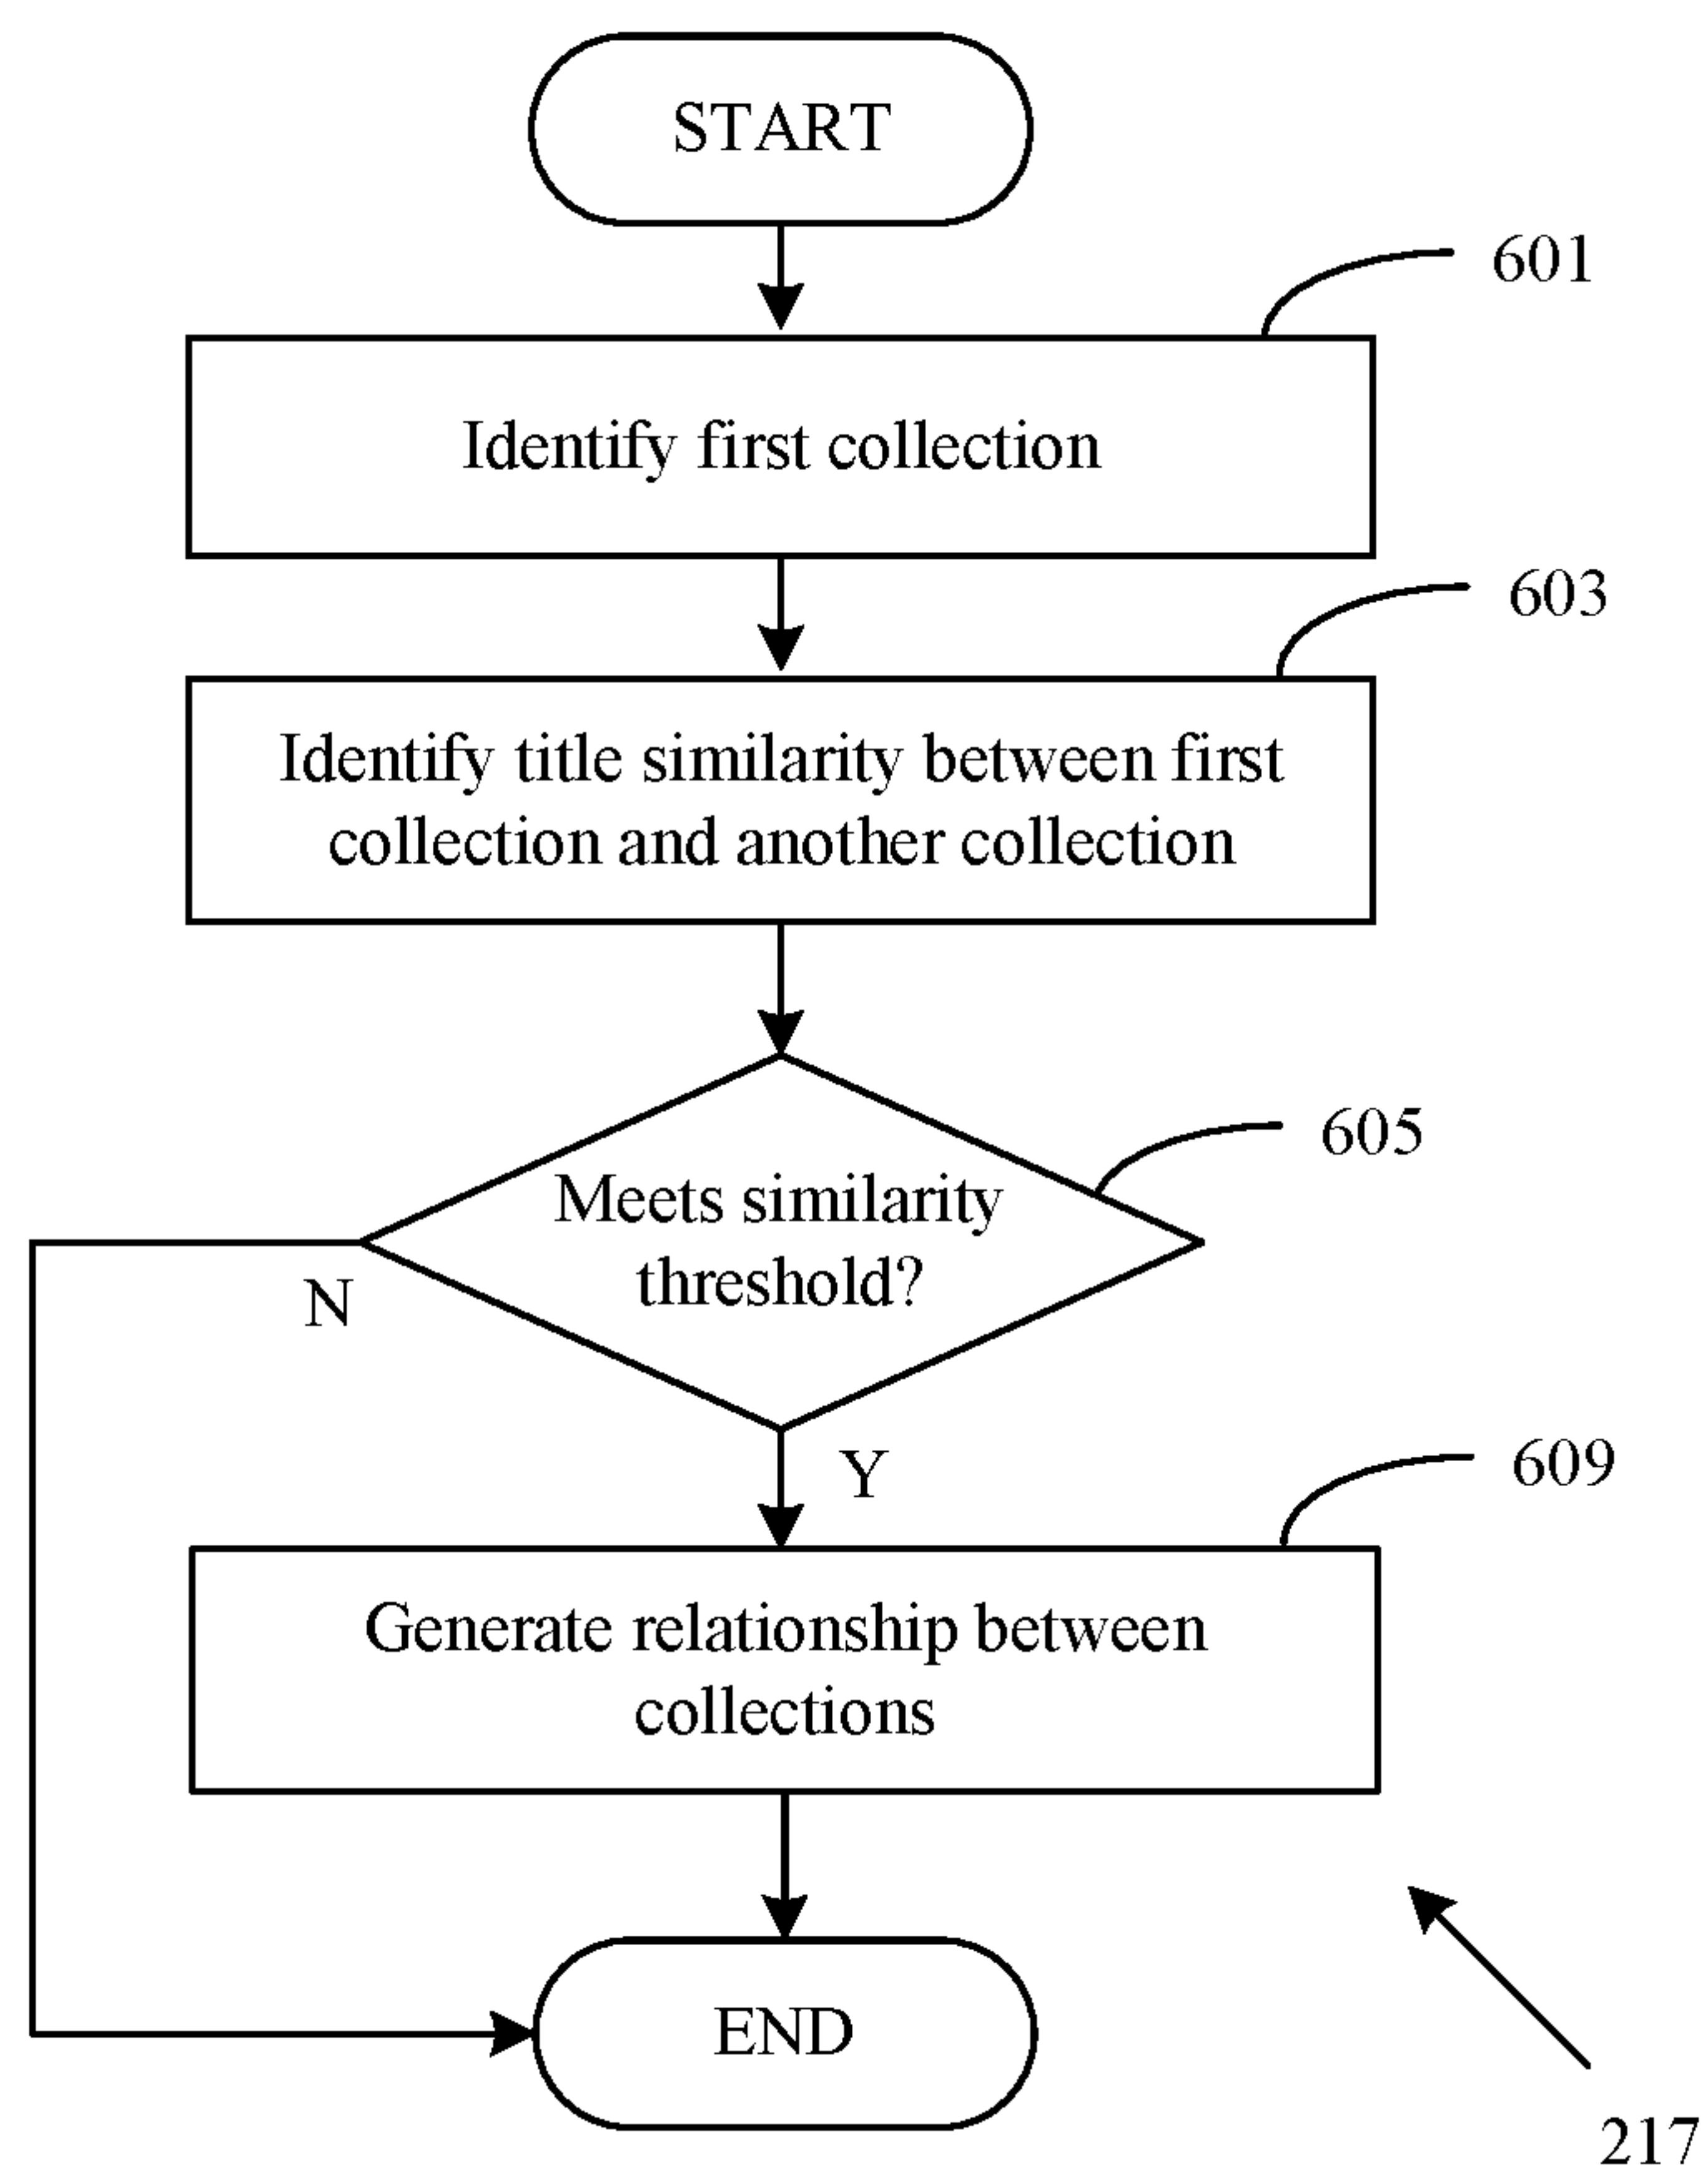 START
601
Identify first collection
603
Identify title similarity between first
collection and another collection
605
Meets similarity
threshold?
N
Y
609
Generate relationship between
collections
END
217